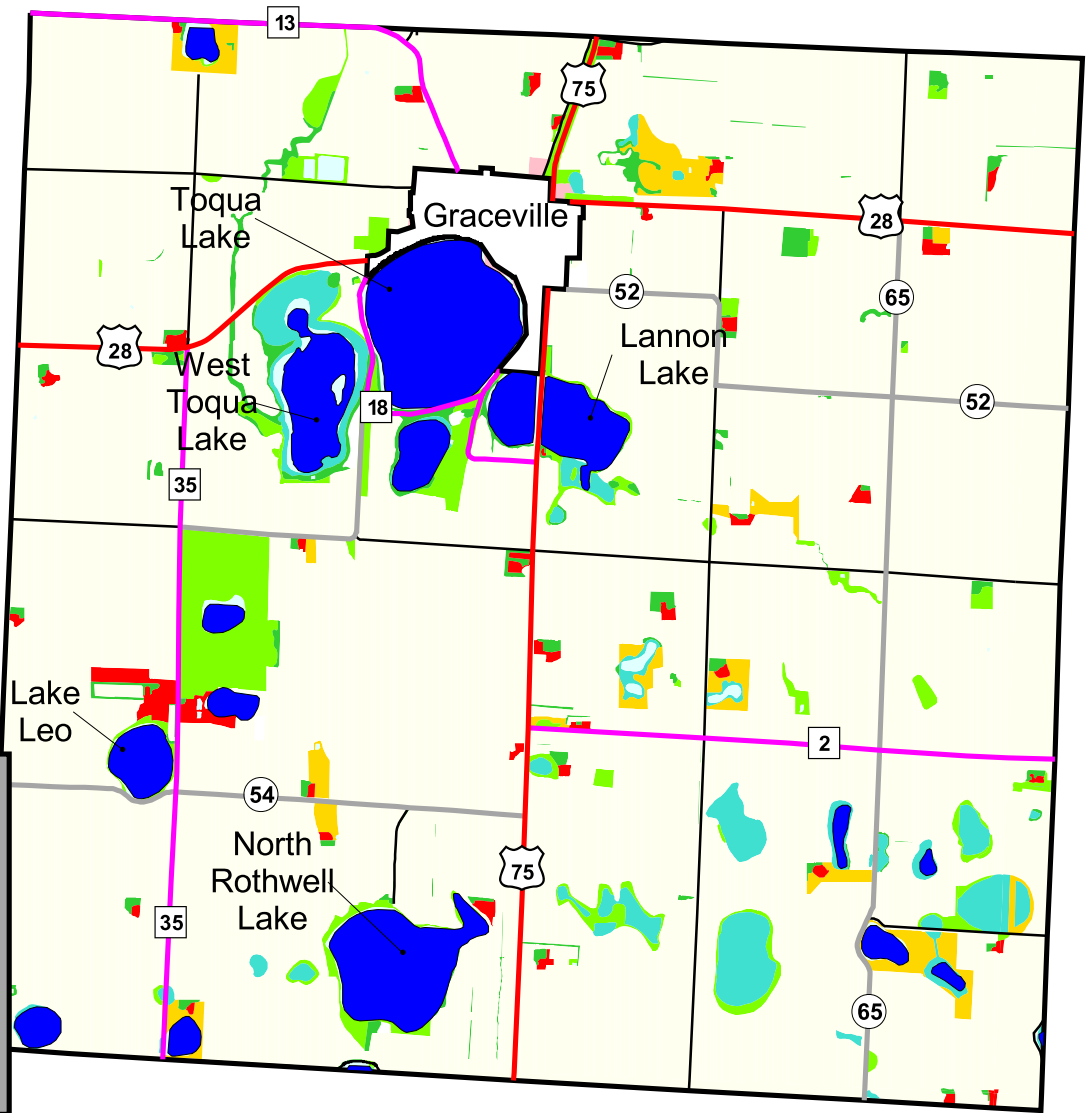 13
75
Toqua
Lake
Graceville
28
52
65
Lannon
Lake
28
West
Toqua
Lake
18
52
35
Lake
Leo
2
54
North
Rothwell
Lake
75
35
65